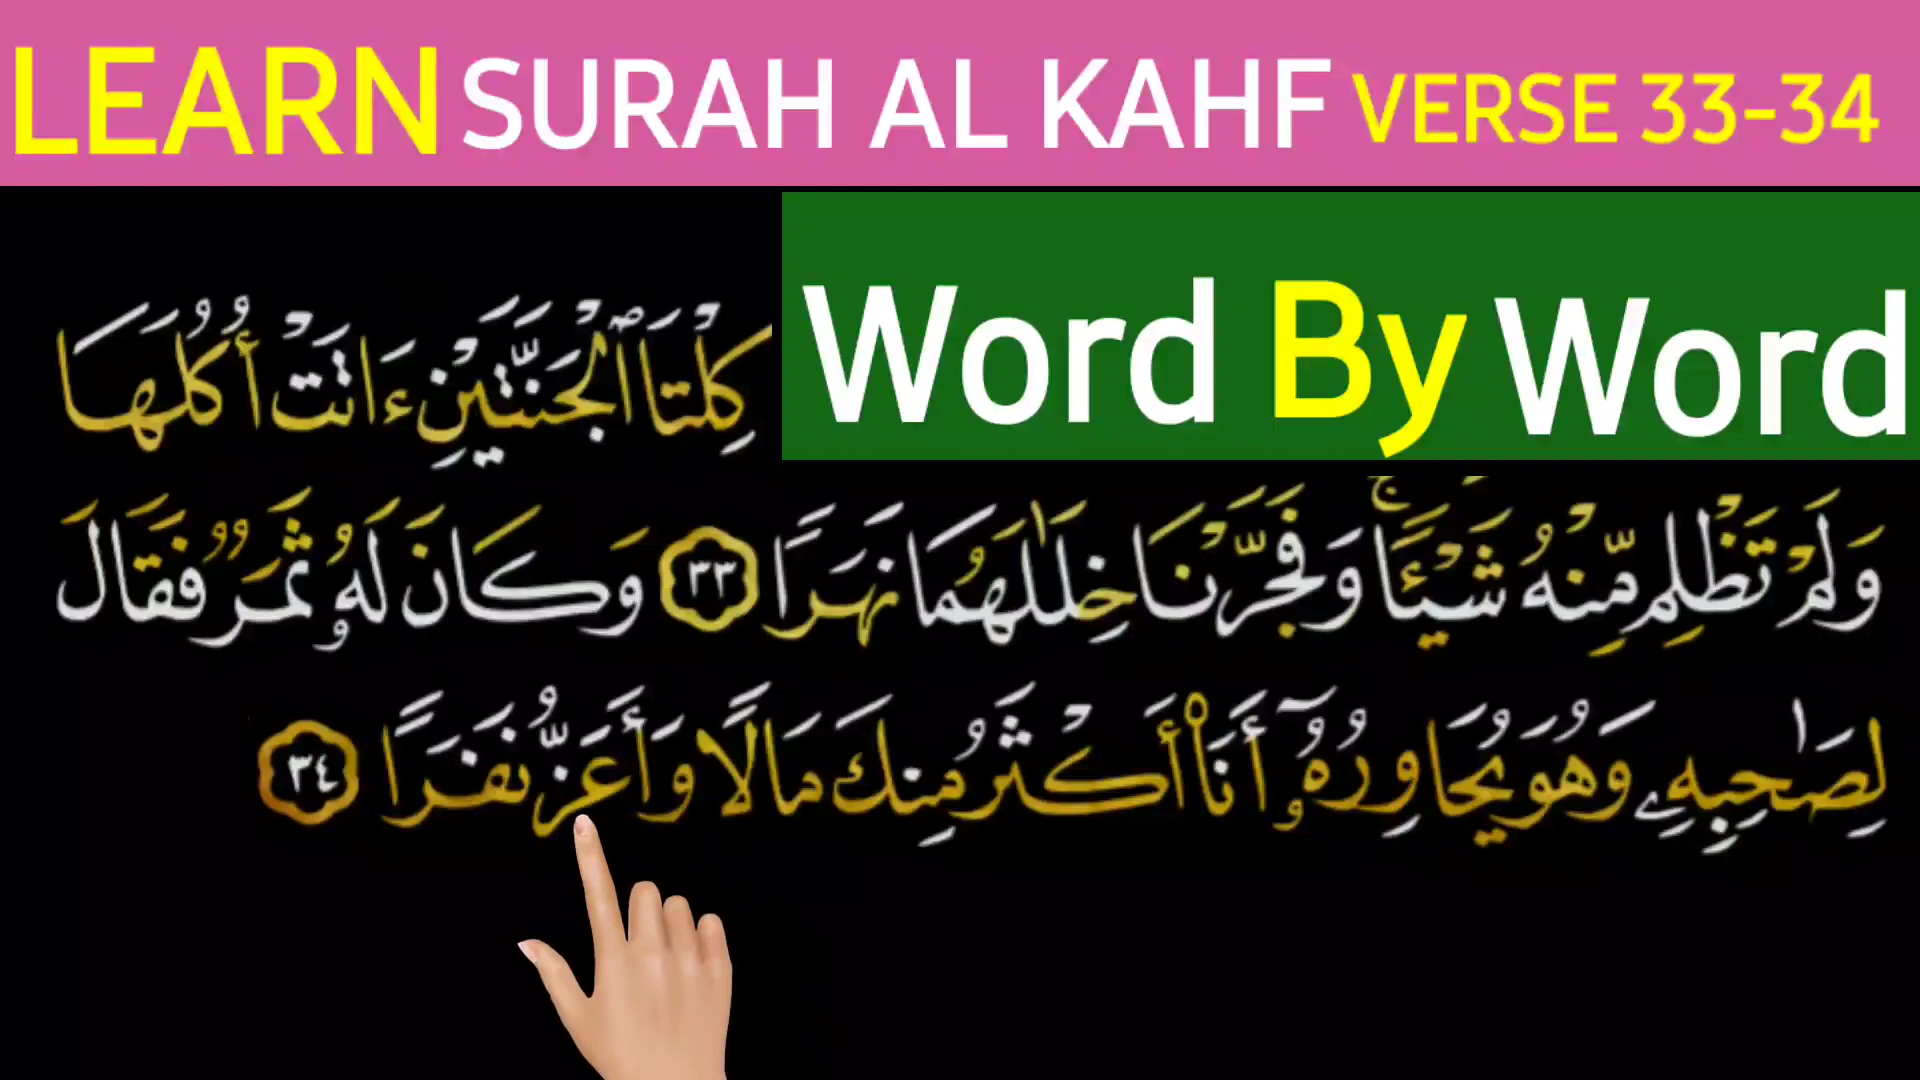 LEARN SURAH AL KAHF VERSE 33-34
Word By Word
كِلْتَا ٱلْجَنَّتَيْنِ ءَاتَتْ أُكُلَهَا
وَلَمْ تَظْلِم مِّنْهُ شَيْـًٔا ۚ وَفَجَّرْنَا خِلَـٰلَهُمَا نَهَرًا ٣٣ وَكَانَ لَهُۥ ثَمَرٌ فَقَالَ
لِصَـٰحِبِهِۦ وَهُوَ يُحَاوِرُهُۥٓ أَنَا۠ أَكْثَرُ مِنكَ مَالًا وَأَعَزُّ نَفَرًا ٣٤